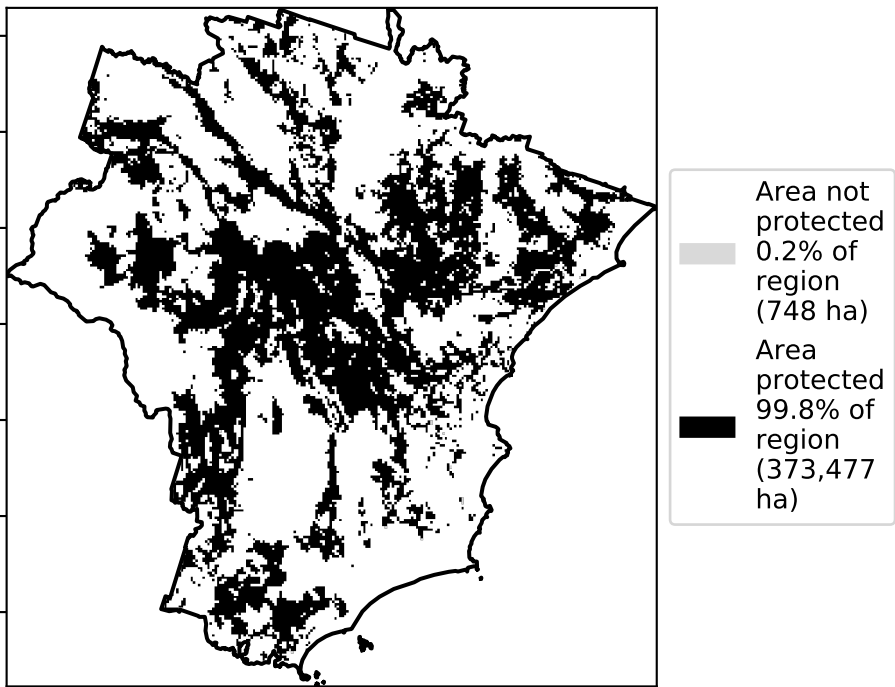 Area not
protected
0.2% of
region
(748 ha)
Area
protected
99.8% of
region
(373,477
ha)